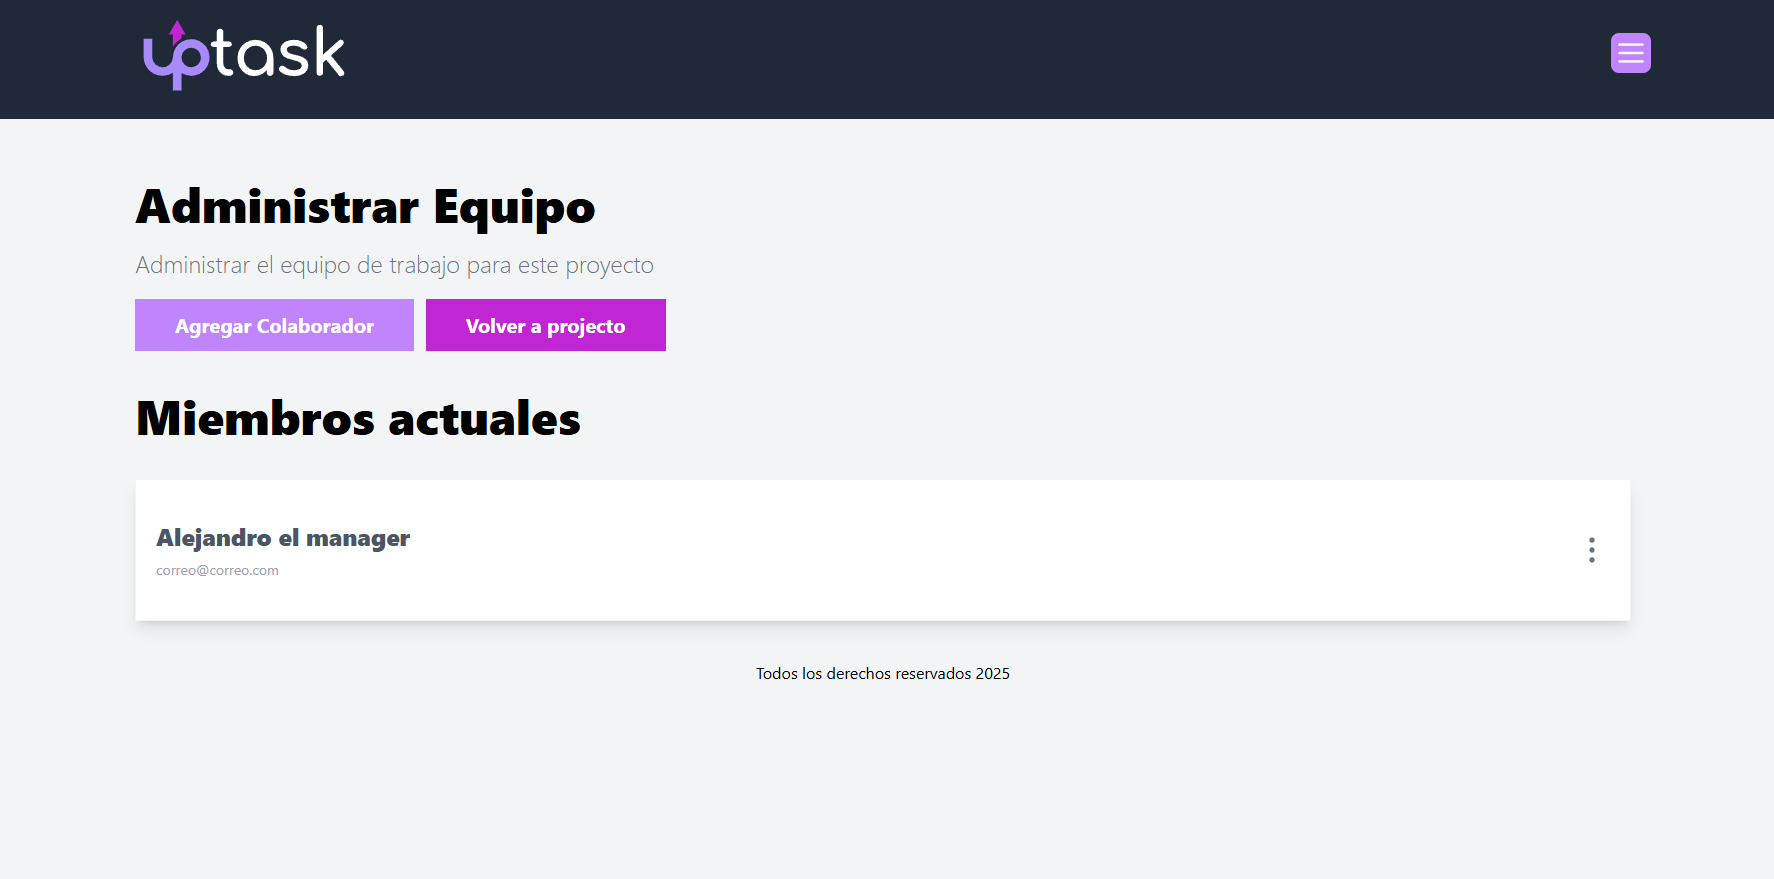 uptask
Administrar Equipo
Administrar el equipo de trabajo para este proyecto
Agregar Colaborador
Volver a projecto
Miembros actuales
Alejandro el manager
correo@correo.com
Todos los derechos reservados 2025